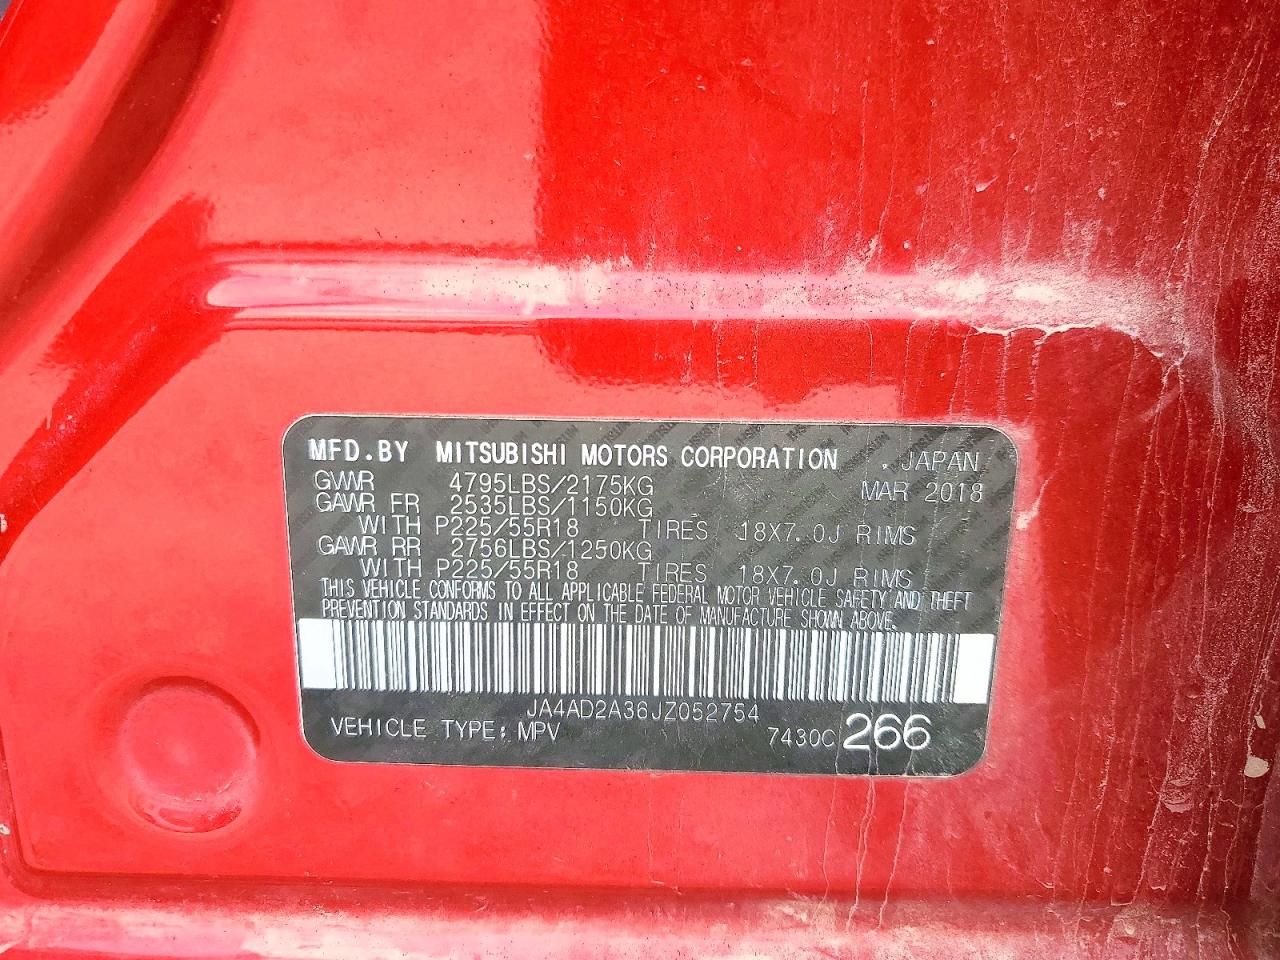 MFD.BY MITSUBISHI MOTORS CORPORATION , JAPAN
GVWR 4795LBS/2175KG MAR 2018
GAWR FR 2535LBS/1150KG
WITH P225/55R18 TIRES 18X7.0J RIMS
GAWR RR 2756LBS/1250KG
WITH P225/55R18 TIRES 18X7.0J RIMS
THIS VEHICLE CONFORMS TO ALL APPLICABLE FEDERAL MOTOR VEHICLE SAFETY AND THEFT
PREVENTION STANDARDS IN EFFECT ON THE DATE OF MANUFACTURE SHOWN ABOVE.
JA4AD2A36JZ052754
VEHICLE TYPE: MPV 7430C 266